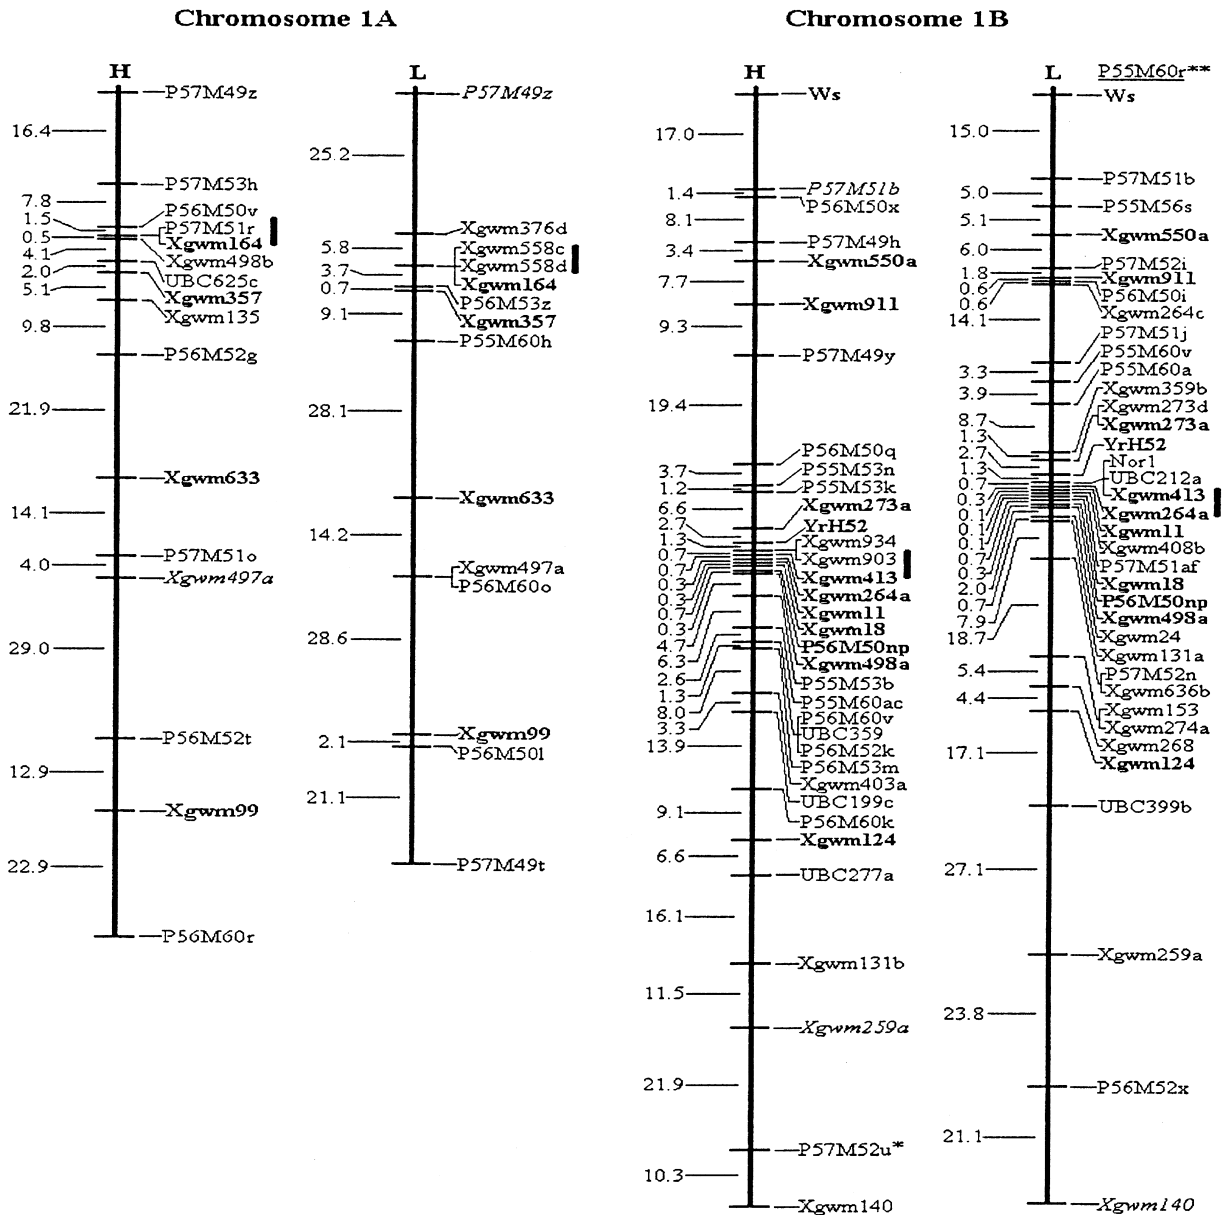 Chromosome 1A
H
P57M49z
16.4
P57M53h
7.8
P56M50v
1.5
P57M51r
0.5
Xgwm164
4.1
Xgwm498b
2.0
UBC625c
5.1
Xgwm357
Xgwm135
9.8
P56M52g
21.9
Xgwm633
14.1
P57M51o
4.0
Xgwm497a
29.0
P56M52t
12.9
Xgwm99
22.9
P56M60r
L
P57M49z
25.2
Xgwm376d
5.8
Xgwm558c
3.7
Xgwm558d
0.7
Xgwm164
P56M53z
9.1
Xgwm357
P55M60h
28.1
Xgwm633
14.2
Xgwm497a
P56M60o
28.6
Xgwm99
2.1
P56M50l
21.1
P57M49t
Chromosome 1B
H
Ws
17.0
P57M51b
1.4
P56M50x
8.1
P57M49h
3.4
Xgwm550a
7.7
Xgwm911
9.3
P57M49y
19.4
P56M50q
3.7
P55M53n
1.2
P55M53k
6.6
Xgwm273a
2.7
YrH52
1.3
Xgwm934
0.7
Xgwm903
0.7
Xgwm413
0.3
Xgwm264a
0.7
Xgwm11
0.3
Xgwm18
4.7
P56M50np
6.3
Xgwm498a
2.6
P55M53b
1.3
P55M60ac
8.0
P56M60v
3.3
UBC359
13.9
P56M52k
P56M53m
Xgwm403a
UBC199c
9.1
P56M60k
Xgwm124
6.6
UBC277a
16.1
Xgwm131b
11.5
Xgwm259a
21.9
P57M52u*
10.3
Xgwm140
L
P55M60r**
Ws
15.0
P57M51b
5.0
P55M56s
5.1
Xgwm550a
6.0
P57M52i
1.8
Xgwm911
0.6
P56M50i
0.6
Xgwm264c
14.1
P57M51j
P55M60v
3.3
P55M60a
3.9
Xgwm359b
Xgwm273d
8.7
Xgwm273a
1.3
YrH52
2.7
Nor1
1.3
UBC212a
0.7
Xgwm413
0.3
Xgwm264a
0.1
Xgwm11
0.1
Xgwm408b
0.1
P57M51af
0.7
Xgwm18
0.3
P56M50np
2.0
Xgwm498a
0.7
Xgwm24
7.9
Xgwm131a
18.7
P57M52n
5.4
Xgwm636b
4.4
Xgwm153
Xgwm274a
Xgwm268
17.1
Xgwm124
UBC399b
27.1
Xgwm259a
23.8
P56M52x
21.1
Xgwm140